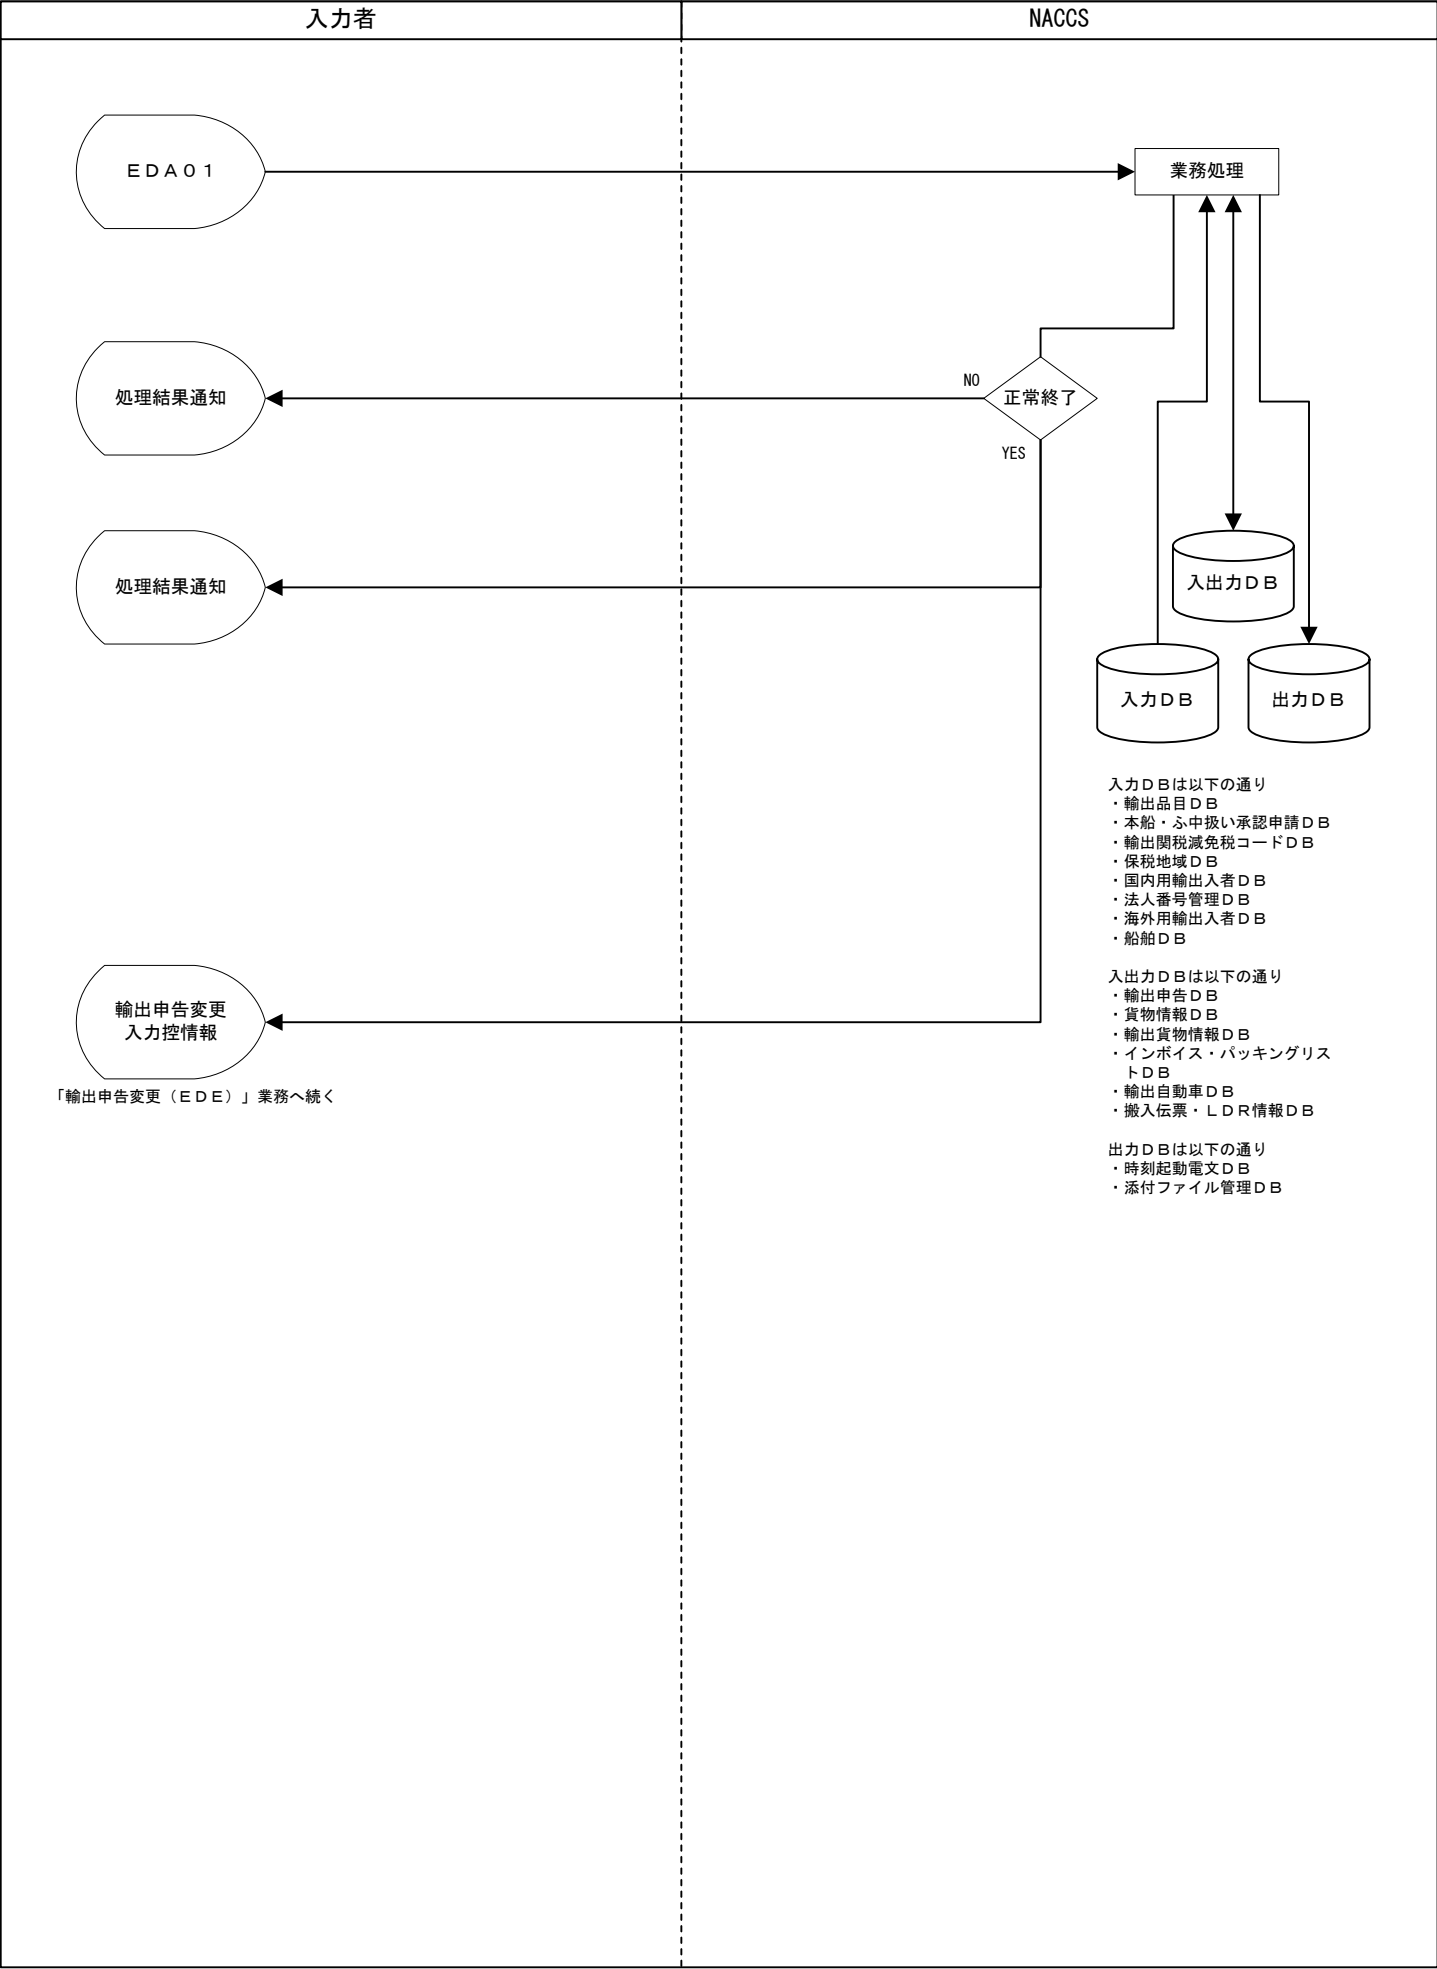 入力者
NACCS
ＥＤＡ０１
業務処理
処理結果通知
NO
正常終了
YES
処理結果通知
入出力ＤＢ
入力ＤＢ
出力ＤＢ
入力ＤＢは以下の通り
・輸出品目ＤＢ
・本船・ふ中扱い承認申請ＤＢ
・輸出関税減免税コードＤＢ
・保税地域ＤＢ
・国内用輸出入者ＤＢ
・法人番号管理ＤＢ
・海外用輸出入者ＤＢ
・船舶ＤＢ
入出力ＤＢは以下の通り
・輸出申告ＤＢ
・貨物情報ＤＢ
・輸出貨物情報ＤＢ
・インボイス・パッキングリス
トＤＢ
・輸出自動車ＤＢ
・搬入伝票・ＬＤＲ情報ＤＢ
出力ＤＢは以下の通り
・時刻起動電文ＤＢ
・添付ファイル管理ＤＢ
輸出申告変更
入力控情報
「輸出申告変更（ＥＤＥ）」業務へ続く